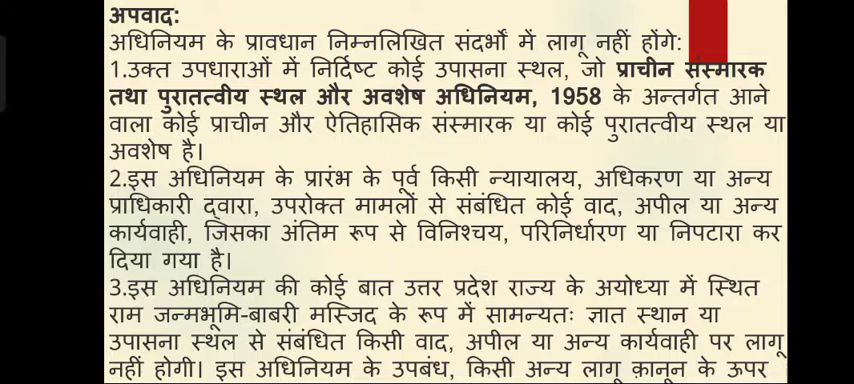 अपवाद:
अधिनियम के प्रावधान निम्नलिखित संदर्भों में लागू नहीं होंगे:
1.उक्त उपधाराओं में निर्दिष्ट कोई उपासना स्थल, जो प्राचीन संस्मारक
तथा पुरातत्वीय स्थल और अवशेष अधिनियम, 1958 के अन्तर्गत आने
वाला कोई प्राचीन और ऐतिहासिक संस्मारक या कोई पुरातत्वीय स्थल या
अवशेष है।
2.इस अधिनियम के प्रारंभ के पूर्व किसी न्यायालय, अधिकरण या अन्य
प्राधिकारी द्वारा, उपरोक्त मामलों से संबंधित कोई वाद, अपील या अन्य
कार्यवाही, जिसका अंतिम रूप से विनिश्चय, परिनिर्धारण या निपटारा कर
दिया गया है।
3.इस अधिनियम की कोई बात उत्तर प्रदेश राज्य के अयोध्या में स्थित
राम जन्मभूमि-बाबरी मस्जिद के रूप में सामन्यतः ज्ञात स्थान या
उपासना स्थल से संबंधित किसी वाद, अपील या अन्य कार्यवाही पर लागू
नहीं होगी। इस अधिनियम के उपबंध, किसी अन्य लागू क़ानून के ऊपर